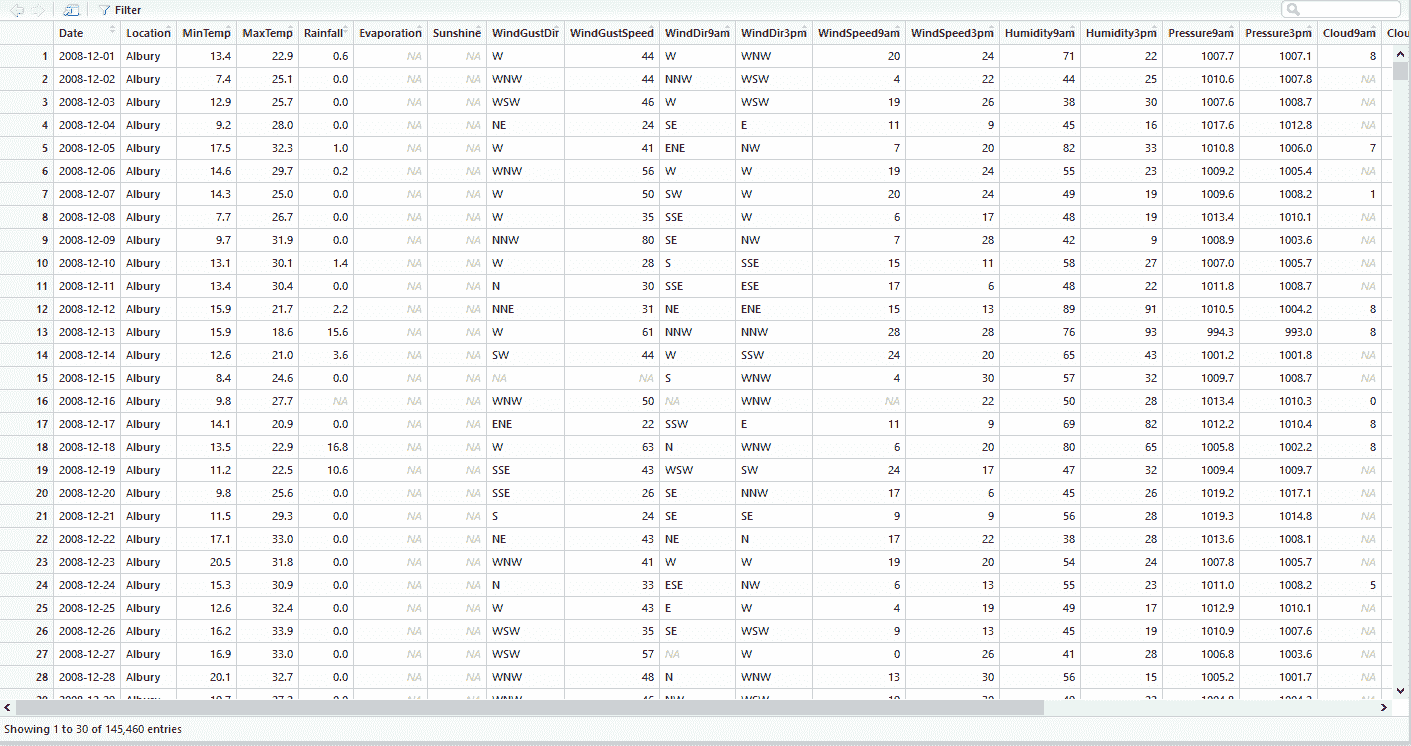 Filter
Date Location MinTemp MaxTemp Rainfall Evaporation Sunshine WindGustDir WindGustSpeed WindDir9am WindDir3pm WindSpeed9am WindSpeed3pm Humidity9am Humidity3pm Pressure9am Pressure3pm Cloud9am Clou
1 2008-12-01 Albury 13.4 22.9 0.6 NA NA W 44 W WNW 20 24 71 22 1007.7 1007.1 8
2 2008-12-02 Albury 7.4 25.1 0.0 NA NA WNW 44 NNW WSW 4 22 44 25 1010.6 1007.8 NA
3 2008-12-03 Albury 12.9 25.7 0.0 NA NA WSW 46 W WSW 19 26 38 30 1007.6 1008.7 NA
4 2008-12-04 Albury 9.2 28.0 0.0 NA NA NE 24 SE E 11 9 45 16 1017.6 1012.8 NA
5 2008-12-05 Albury 17.5 32.3 1.0 NA NA W 41 ENE NW 7 20 82 33 1010.8 1006.0 7
6 2008-12-06 Albury 14.6 29.7 0.2 NA NA WNW 56 W W 19 24 55 23 1009.2 1005.4 NA
7 2008-12-07 Albury 14.3 25.0 0.0 NA NA W 50 SW W 20 24 49 19 1009.6 1008.2 1
8 2008-12-08 Albury 7.7 26.7 0.0 NA NA W 35 SSE W 6 17 48 19 1013.4 1010.1 NA
9 2008-12-09 Albury 9.7 31.9 0.0 NA NA NNW 80 SE NW 7 28 42 9 1008.9 1003.6 NA
10 2008-12-10 Albury 13.1 30.1 1.4 NA NA W 28 S SSE 15 11 58 27 1007.0 1005.7 NA
11 2008-12-11 Albury 13.4 30.4 0.0 NA NA N 30 SSE ESE 17 6 48 22 1011.8 1008.7 NA
12 2008-12-12 Albury 15.9 21.7 2.2 NA NA NNE 31 NE ENE 15 13 89 91 1010.5 1004.2 8
13 2008-12-13 Albury 15.9 18.6 15.6 NA NA W 61 NNW NNW 28 28 76 93 994.3 993.0 8
14 2008-12-14 Albury 12.6 21.0 3.6 NA NA SW 44 W SSW 24 20 65 43 1001.2 1001.8 NA
15 2008-12-15 Albury 8.4 24.6 0.0 NA NA NA NA S WNW 4 30 57 32 1009.7 1008.7 NA
16 2008-12-16 Albury 9.8 27.7 NA NA NA WNW 50 NA WNW NA 22 50 28 1013.4 1010.3 0
17 2008-12-17 Albury 14.1 20.9 0.0 NA NA ENE 22 SSW E 11 9 69 82 1012.2 1010.4 8
18 2008-12-18 Albury 13.5 22.9 16.8 NA NA W 63 N WNW 6 20 80 65 1005.8 1002.2 8
19 2008-12-19 Albury 11.2 22.5 10.6 NA NA SSE 43 WSW SW 24 17 47 32 1009.4 1009.7 NA
20 2008-12-20 Albury 9.8 25.6 0.0 NA NA SSE 26 SE NNW 17 6 45 26 1019.2 1017.1 NA
21 2008-12-21 Albury 11.5 29.3 0.0 NA NA S 24 SE SE 9 9 56 28 1019.3 1014.8 NA
22 2008-12-22 Albury 17.1 33.0 0.0 NA NA NE 43 NE N 17 22 38 28 1013.6 1008.1 NA
23 2008-12-23 Albury 20.5 31.8 0.0 NA NA WNW 41 W W 19 20 54 24 1007.8 1005.7 NA
24 2008-12-24 Albury 15.3 30.9 0.0 NA NA N 33 ESE NW 6 13 55 23 1011.0 1008.2 5
25 2008-12-25 Albury 12.6 32.4 0.0 NA NA W 43 E W 4 19 49 17 1012.9 1010.1 NA
26 2008-12-26 Albury 16.2 33.9 0.0 NA NA WSW 35 SE WSW 9 13 45 19 1010.9 1007.6 NA
27 2008-12-27 Albury 16.9 33.0 0.0 NA NA WSW 57 NA W 0 26 41 28 1006.8 1003.6 NA
28 2008-12-28 Albury 20.1 32.7 0.0 NA NA WNW 48 N WNW 13 30 56 15 1005.2 1001.7 NA
Showing 1 to 30 of 145,460 entries